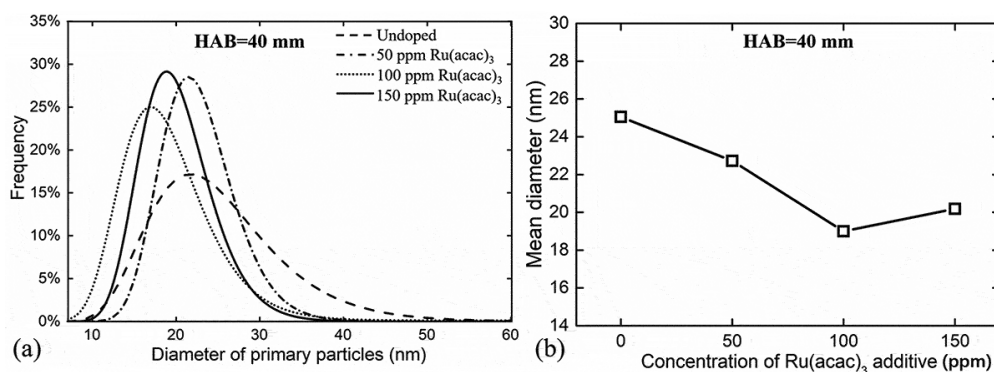 35%
30%
25%
20%
15%
10%
5%
0%
Frequency
HAB=40 mm
Undoped
50 ppm Ru(acac)₃
100 ppm Ru(acac)₃
150 ppm Ru(acac)₃
10 20 30 40 50 60
(a) Diameter of primary particles (nm)
30
28
26
24
22
20
18
16
14
Mean diameter (nm)
HAB=40 mm
0 50 100 150
(b) Concentration of Ru(acac)₃ additive (ppm)